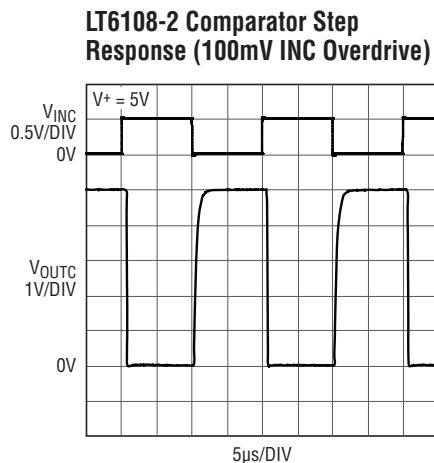 LT6108-2 Comparator Step
Response (100mV INC Overdrive)
V+ = 5V
VINC
0.5V/DIV
0V
VOUTC
1V/DIV
0V
5µs/DIV